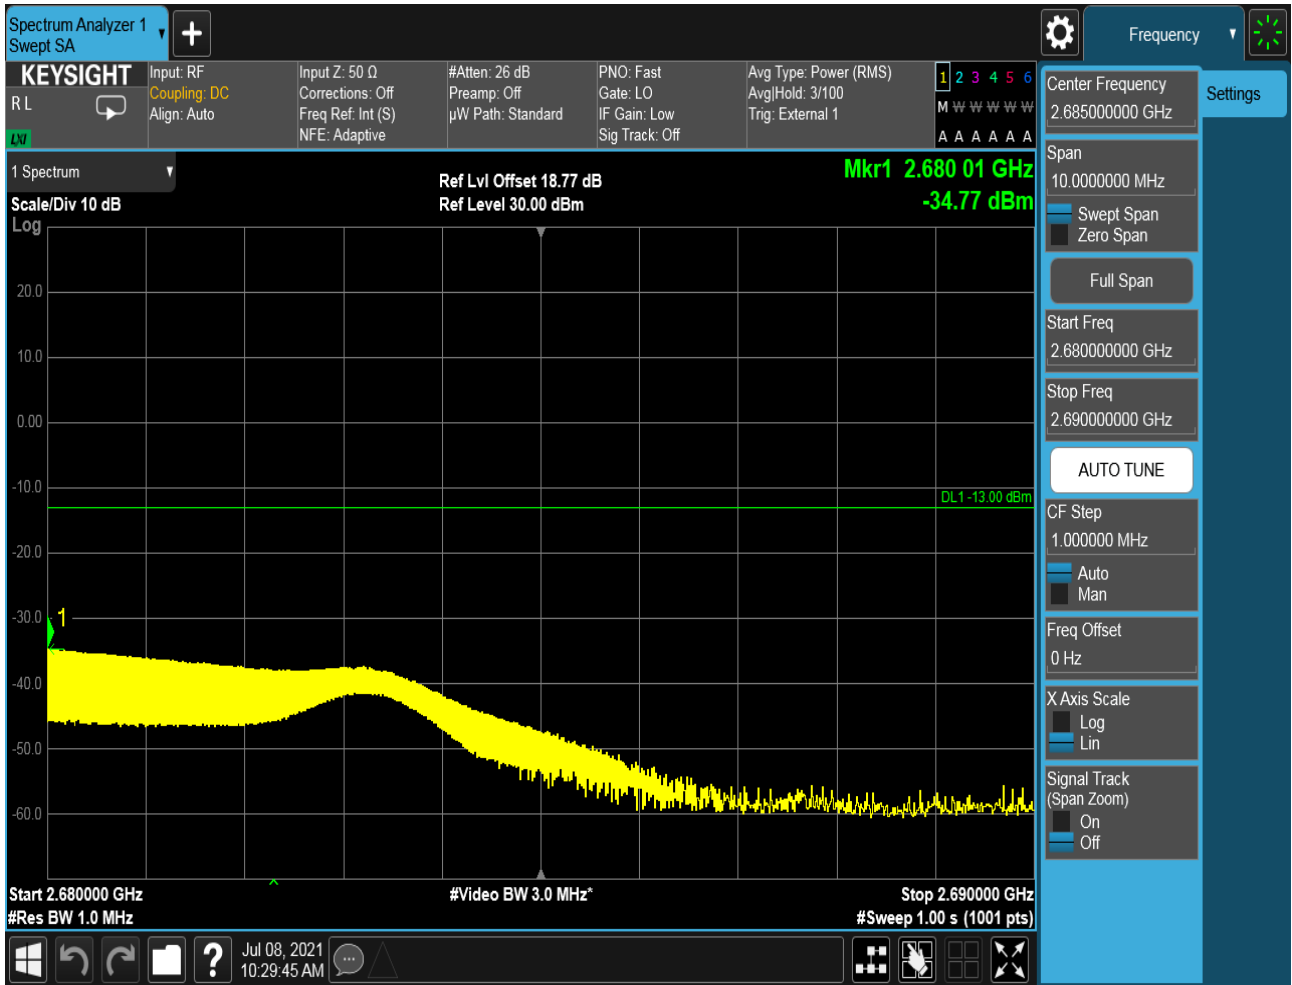 Spectrum Analyzer 1
Swept SA
Frequency
KEYSIGHT
R L
LXI
Input: RF
Coupling: DC
Align: Auto
Input Z: 50 Ω
Corrections: Off
Freq Ref: Int (S)
NFE: Adaptive
#Atten: 26 dB
Preamp: Off
µW Path: Standard
PNO: Fast
Gate: LO
IF Gain: Low
Sig Track: Off
Avg Type: Power (RMS)
Avg|Hold: 3/100
Trig: External 1
1 2 3 4 5 6
M W W W W W
A A A A A A
1 Spectrum
Scale/Div 10 dB
Log
Ref Lvl Offset 18.77 dB
Ref Level 30.00 dBm
Mkr1 2.680 01 GHz
-34.77 dBm
20.0
10.0
0.00
-10.0
DL1 -13.00 dBm
-20.0
-30.0
1
-40.0
-50.0
-60.0
Start 2.680000 GHz
#Res BW 1.0 MHz
#Video BW 3.0 MHz*
Stop 2.690000 GHz
#Sweep 1.00 s (1001 pts)
Jul 08, 2021
10:29:45 AM
Settings
Center Frequency
2.685000000 GHz
Span
10.0000000 MHz
Swept Span
Zero Span
Full Span
Start Freq
2.680000000 GHz
Stop Freq
2.690000000 GHz
AUTO TUNE
CF Step
1.000000 MHz
Auto
Man
Freq Offset
0 Hz
X Axis Scale
Log
Lin
Signal Track
(Span Zoom)
On
Off